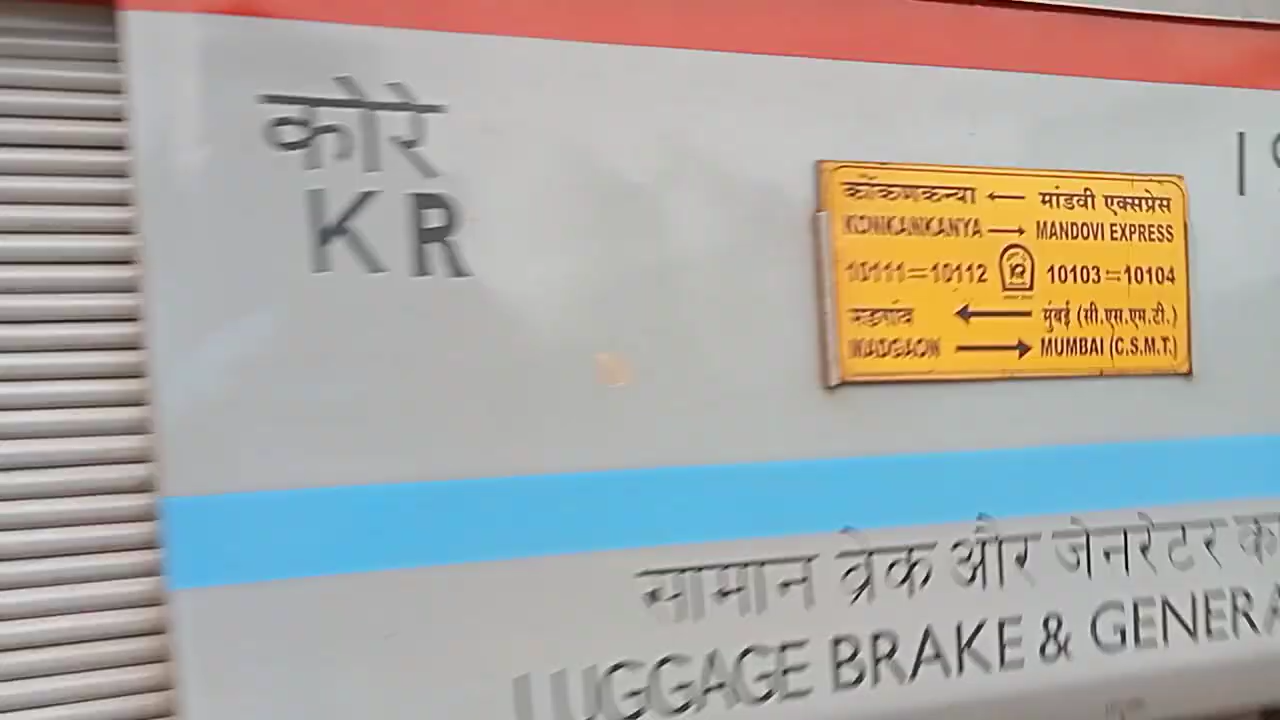 कोरे
KR
कोंकणकन्या ← मांडवी एक्सप्रेस
KONKANKANYA → MANDOVI EXPRESS
10111=10112 KR 10103=10104
मडगांव ← मुंबई (सी.एस.एम.टी.)
MADGAON → MUMBAI (C.S.M.T.)
सामान ब्रेक और जेनरेटर
LUGGAGE BRAKE &